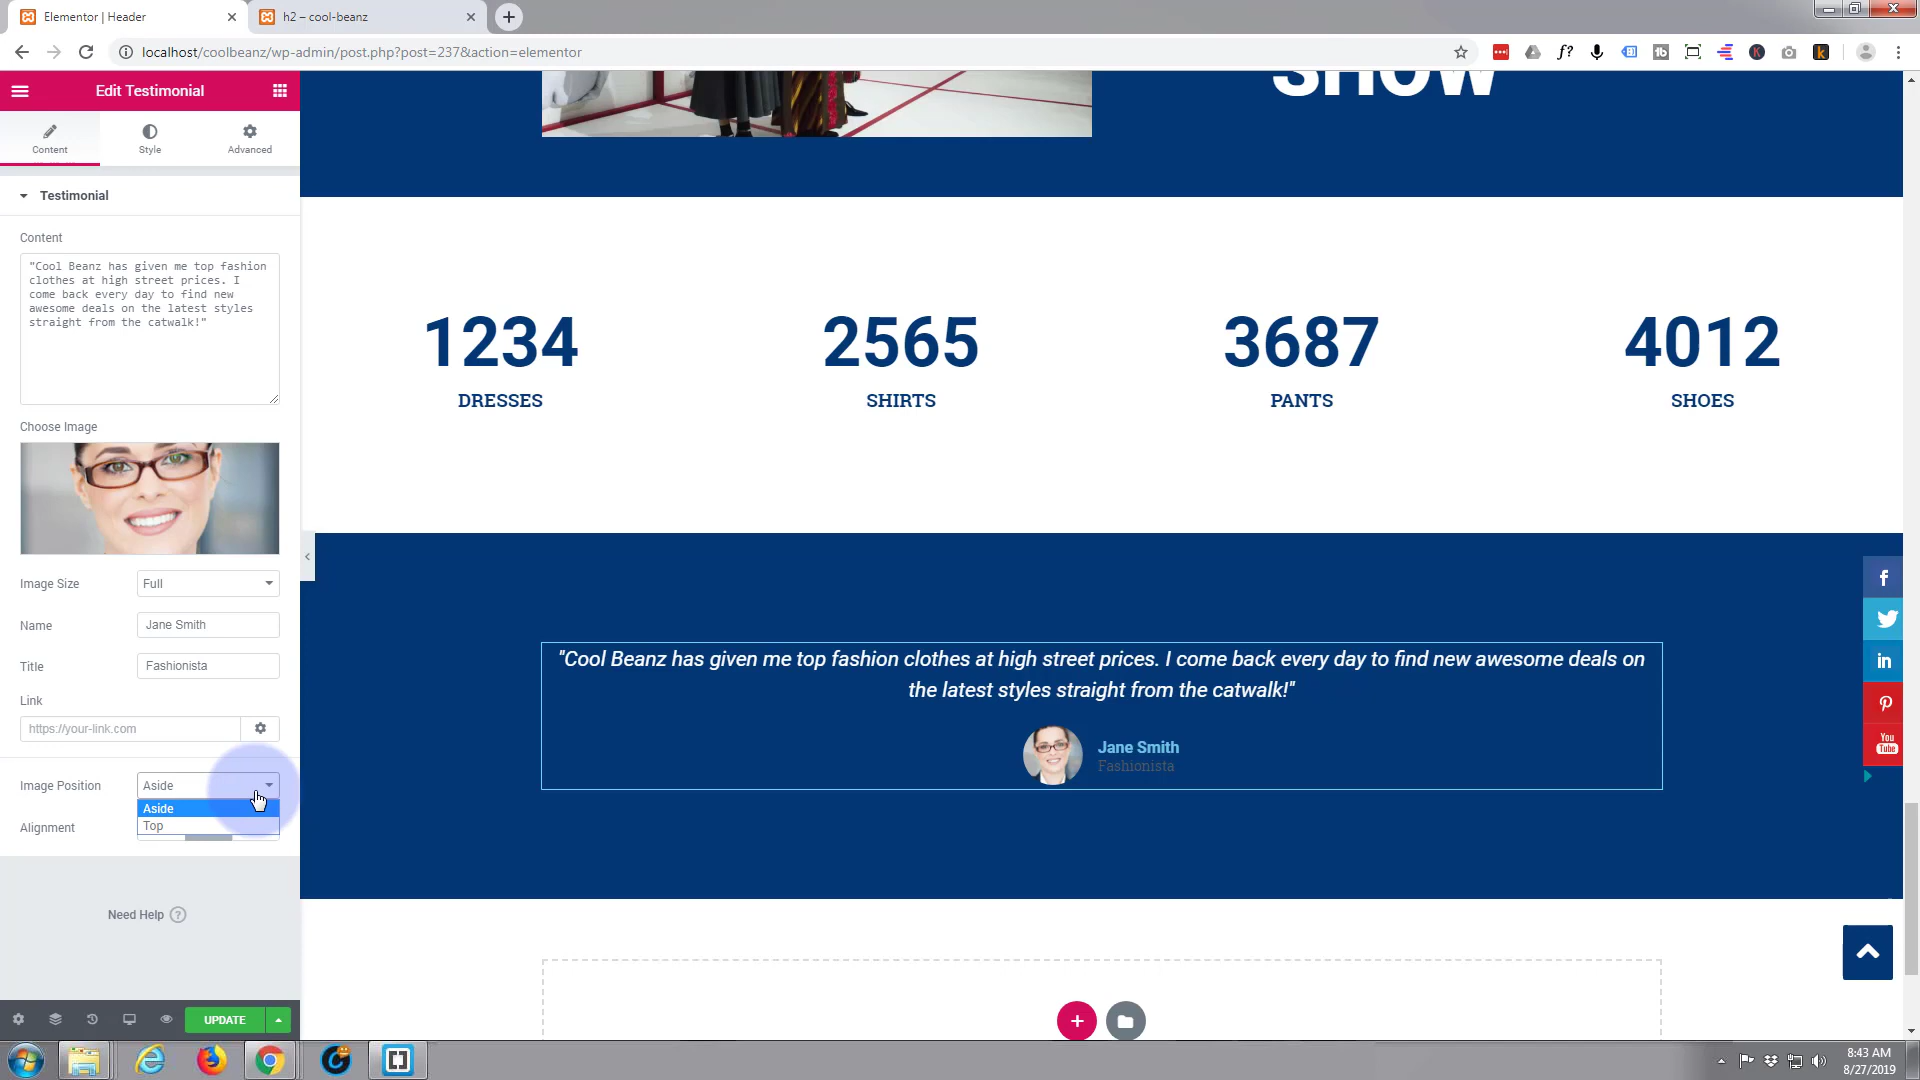 Elementor | Header
h2 – cool-beanz
localhost/coolbeanz/wp-admin/post.php?post=237&action=elementor
f?
Edit Testimonial
Content
Style
Advanced
Testimonial
Content
"Cool Beanz has given me top fashion
clothes at high street prices. I
come back every day to find new
awesome deals on the latest styles
straight from the catwalk!"
Choose Image
Image Size
Full
Name
Jane Smith
Title
Fashionista
Link
https://your-link.com
Image Position
Aside
Aside
Top
Alignment
Need Help ?
UPDATE
SHOW
1234
DRESSES
2565
SHIRTS
3687
PANTS
4012
SHOES
"Cool Beanz has given me top fashion clothes at high street prices. I come back every day to find new awesome deals on
the latest styles straight from the catwalk!"
Jane Smith
Fashionista
You
Tube
8:43 AM
8/27/2019